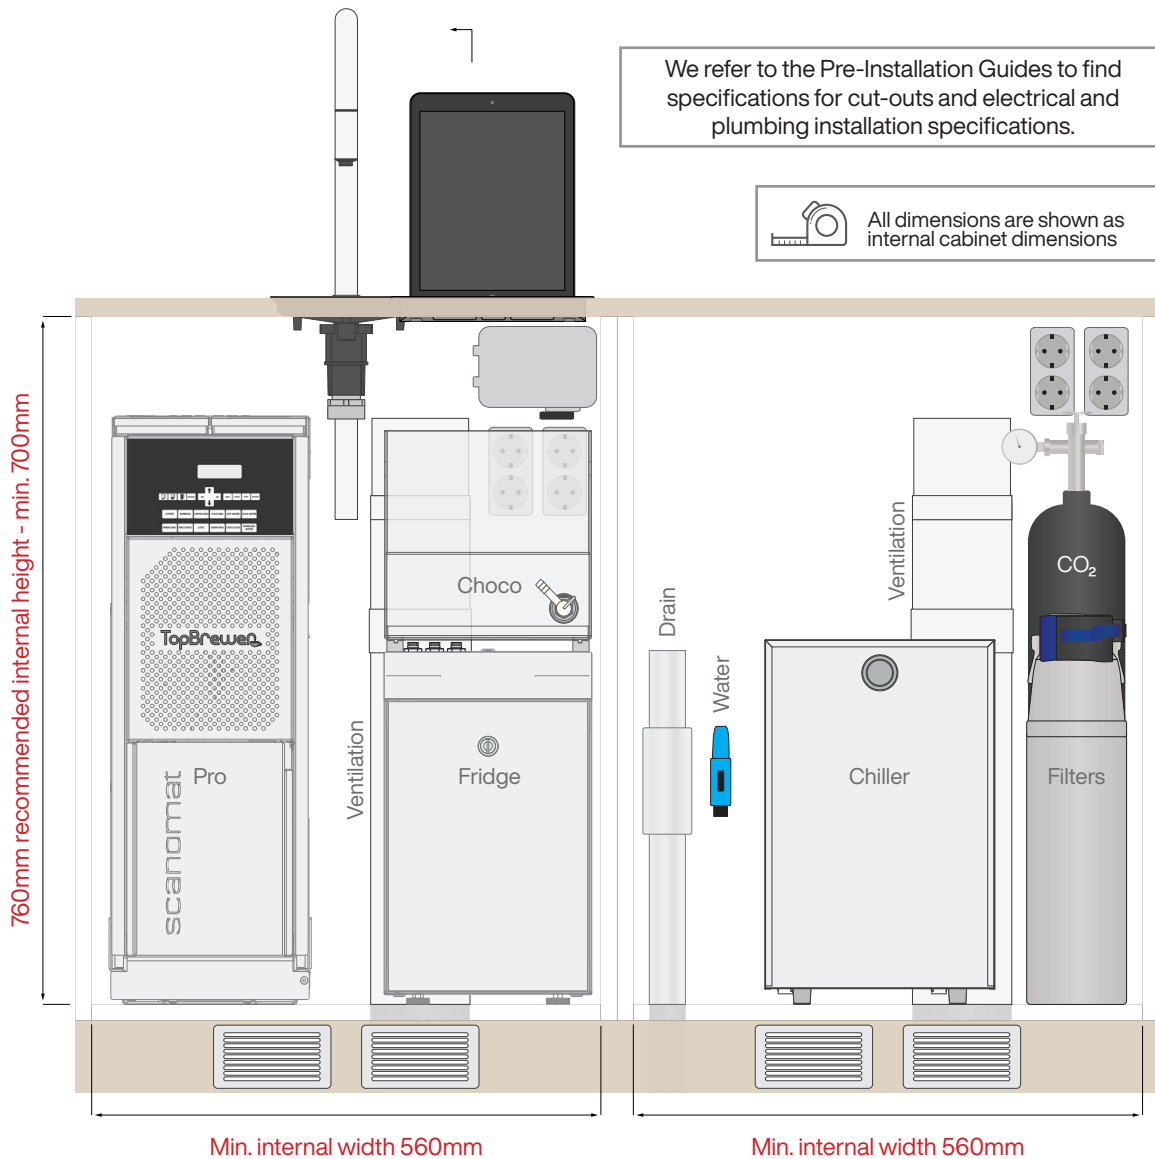 We refer to the Pre-Installation Guides to find
specifications for cut-outs and electrical and
plumbing installation specifications.
All dimensions are shown as
internal cabinet dimensions
760mm recommended internal height - min. 700mm
CO₂
Ventilation
Choco
Drain
TopBrewer
Water
Ventilation
Pro
Fridge
Chiller
Filters
scanomat
Min. internal width 560mm
Min. internal width 560mm